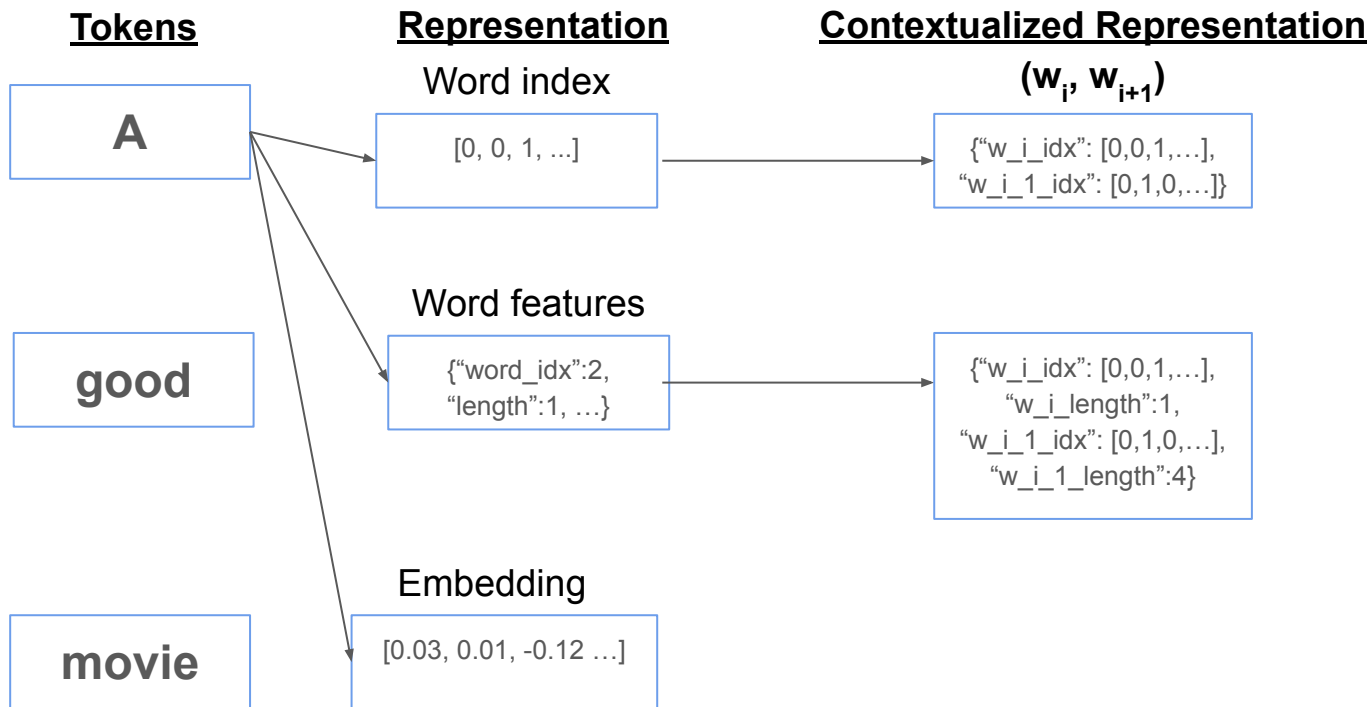 Tokens
Representation
Contextualized Representation
Word index
(w_i, w_{i+1})
A
[0, 0, 1, ...]
{“w_i_idx”: [0,0,1,…],
“w_i_1_idx”: [0,1,0,…]}
Word features
good
{“word_idx”:2,
“length”:1, …}
{“w_i_idx”: [0,0,1,…],
“w_i_length”:1,
“w_i_1_idx”: [0,1,0,…],
“w_i_1_length”:4}
Embedding
movie
[0.03, 0.01, -0.12 …]